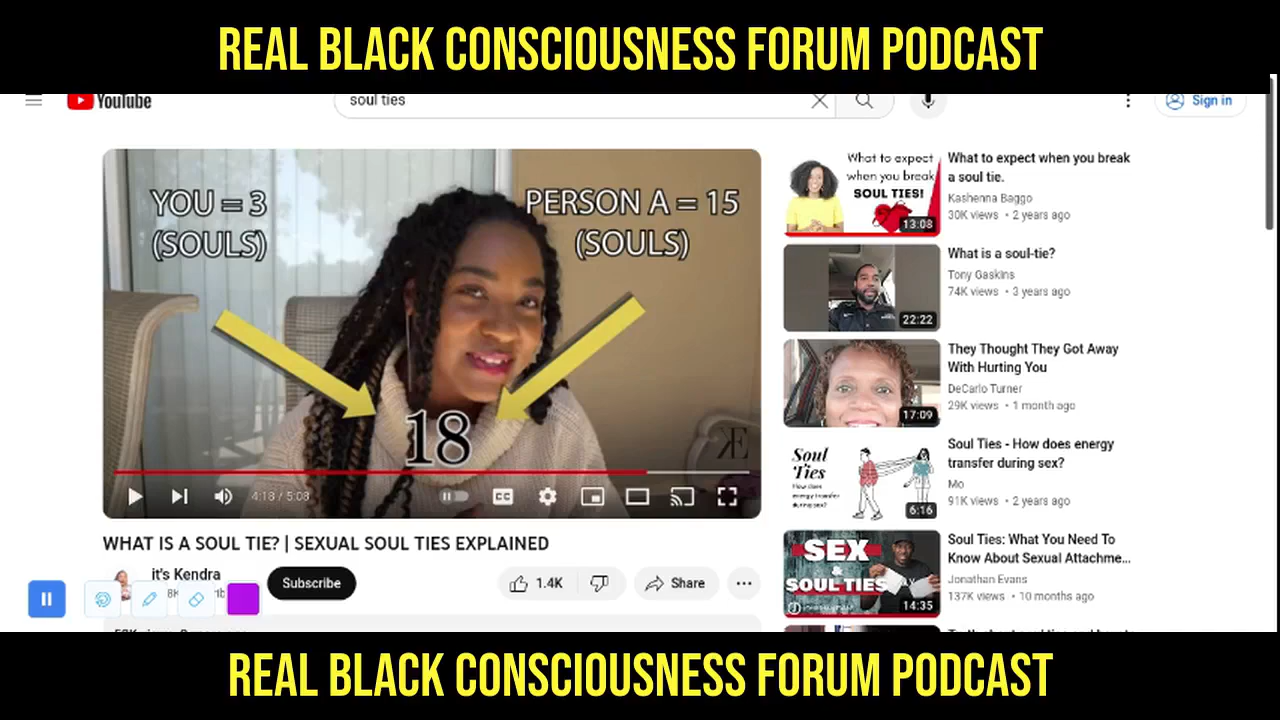 REAL BLACK CONSCIOUSNESS FORUM PODCAST
YouTube
soul ties
Sign in
YOU = 3
(SOULS)
PERSON A = 15
(SOULS)
18
4:18 / 5:08
CC
WHAT IS A SOUL TIE? | SEXUAL SOUL TIES EXPLAINED
it's Kendra
Subscribe
1.4K
Share
What to expect
when you break
SOUL TIES!
13:08
What to expect when you break
a soul tie.
Kashenna Baggo
30K views • 2 years ago
22:22
What is a soul-tie?
Tony Gaskins
74K views • 3 years ago
17:09
They Thought They Got Away
With Hurting You
DeCarlo Turner
29K views • 1 month ago
Soul
Ties
How does
energy
transfer
during sex?
6:16
Soul Ties - How does energy
transfer during sex?
Mo
91K views • 2 years ago
SEX
&
SOUL TIES
14:35
Soul Ties: What You Need To
Know About Sexual Attachme...
Jonathan Evans
137K views • 10 months ago
REAL BLACK CONSCIOUSNESS FORUM PODCAST